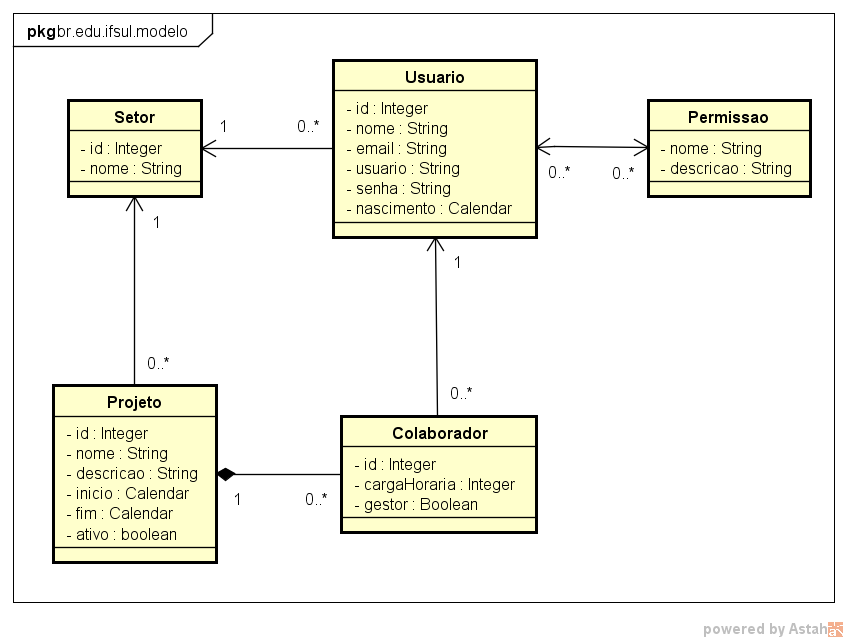 pkgbr.edu.ifsul.modelo
Setor
- id : Integer
- nome : String
1
0..*
Usuario
- id : Integer
- nome : String
- email : String
- usuario : String
- senha : String
- nascimento : Calendar
0..*
0..*
Permissao
- nome : String
- descricao : String
1
0..*
1
0..*
Projeto
- id : Integer
- nome : String
- descricao : String
- inicio : Calendar
- fim : Calendar
- ativo : boolean
1
0..*
Colaborador
- id : Integer
- cargaHoraria : Integer
- gestor : Boolean
powered by Astah